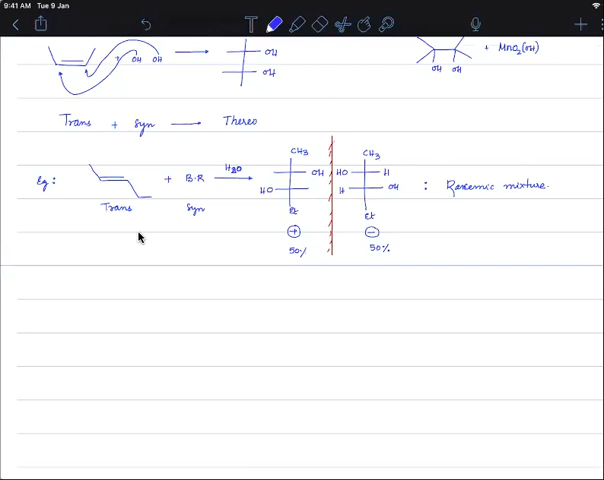 9:41 AM Tue 9 Jan
+ OH OH → OH
OH
OH OH + MnO2(OH)
Trans + Syn → Thereo
Eg: + B.R H2O → CH3 OH HO Et CH3 HO H H OH Et : Racemic mixture.
Trans Syn
+ −
50% 50%